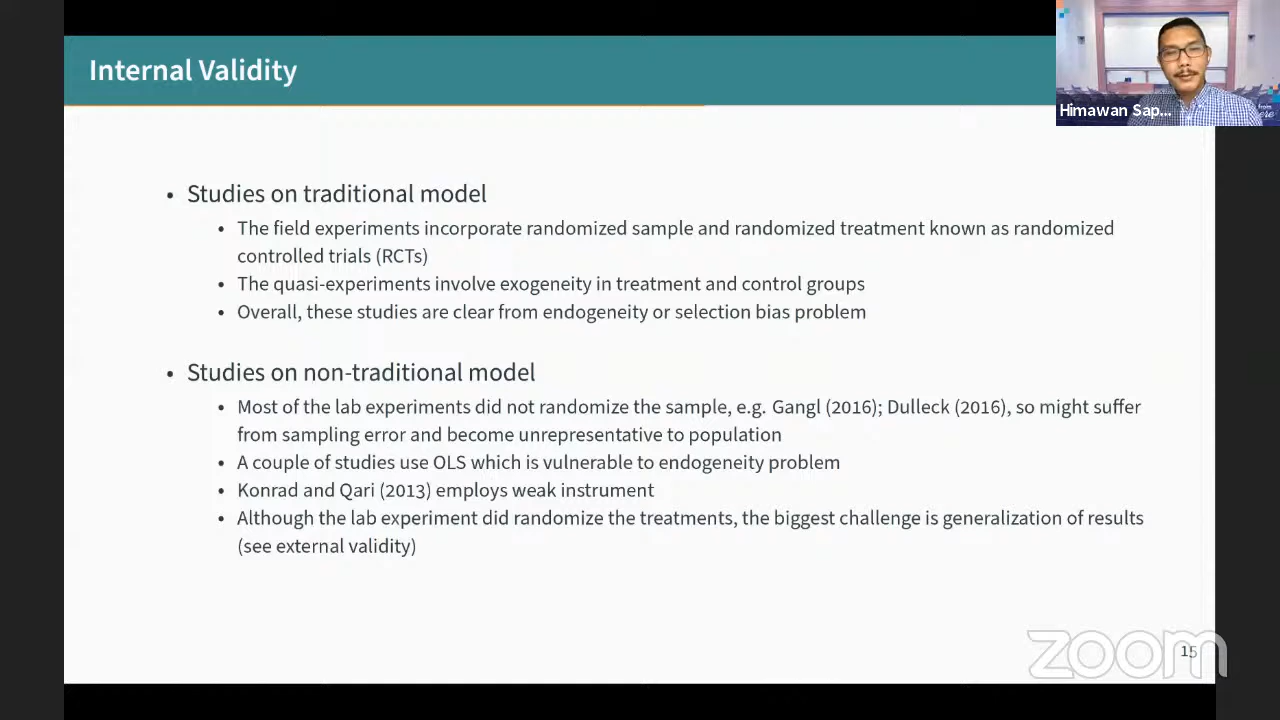 Internal Validity
Himawan Sap...
• Studies on traditional model
• The field experiments incorporate randomized sample and randomized treatment known as randomized
controlled trials (RCTs)
• The quasi-experiments involve exogeneity in treatment and control groups
• Overall, these studies are clear from endogeneity or selection bias problem
• Studies on non-traditional model
• Most of the lab experiments did not randomize the sample, e.g. Gangl (2016); Dulleck (2016), so might suffer
from sampling error and become unrepresentative to population
• A couple of studies use OLS which is vulnerable to endogeneity problem
• Konrad and Qari (2013) employs weak instrument
• Although the lab experiment did randomize the treatments, the biggest challenge is generalization of results
(see external validity)
zoom
15